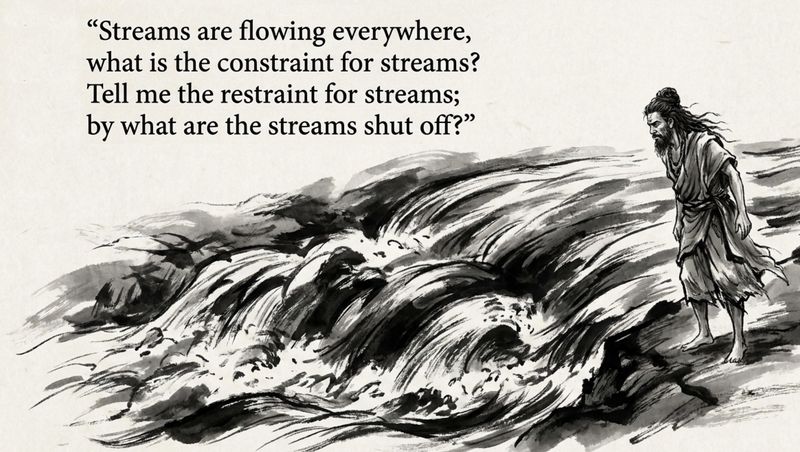 “Streams are flowing everywhere,
what is the constraint for streams?
Tell me the restraint for streams;
by what are the streams shut off?”